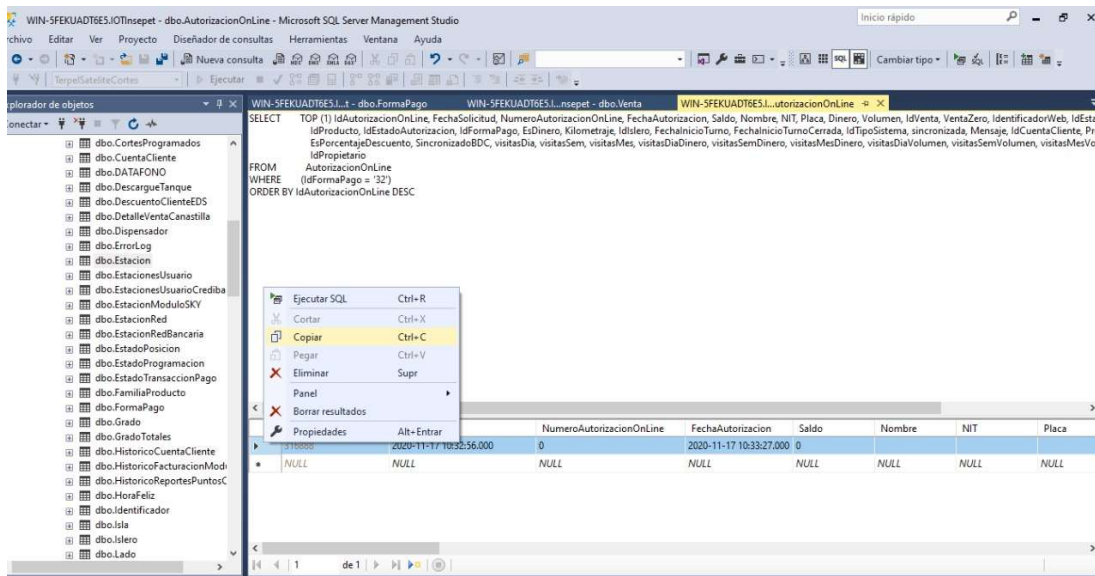 WIN-5FEKUADT6E5.IOTInsepet - dbo.AutorizacionOnLine - Microsoft SQL Server Management Studio
Inicio rápido
rchivo Editar Ver Proyecto Diseñador de consultas Herramientas Ventana Ayuda
Nueva consulta
SQL Cambiar tipo
TerpelSateliteCortes Ejecutar
xplorador de objetos
onectar
dbo.CortesProgramados
dbo.CuentaCliente
dbo.DATAFONO
dbo.DescargueTanque
dbo.DescuentoClienteEDS
dbo.DetalleVentaCanastilla
dbo.Dispensador
dbo.ErrorLog
dbo.Estacion
dbo.EstacionesUsuario
dbo.EstacionesUsuarioCrediba
dbo.EstacionModuloSKY
dbo.EstacionRed
dbo.EstacionRedBancaria
dbo.EstadoPosicion
dbo.EstadoProgramacion
dbo.EstadoTransaccionPago
dbo.FamiliaProducto
dbo.FormaPago
dbo.Grado
dbo.GradoTotales
dbo.HistoricoCuentaCliente
dbo.HistoricoFacturacionMod
dbo.HistoricoReportesPuntosC
dbo.HoraFeliz
dbo.Identificador
dbo.Isla
dbo.Islero
dbo.Lado
WIN-5FEKUADT6E5.I...t - dbo.FormaPago WIN-5FEKUADT6E5.I...nsepet - dbo.Venta WIN-5FEKUADT6E5.I...utorizacionOnLine
SELECT TOP (1) IdAutorizacionOnLine, FechaSolicitud, NumeroAutorizacionOnLine, FechaAutorizacion, Saldo, Nombre, NIT, Placa, Dinero, Volumen, IdVenta, VentaZero, IdentificadorWeb, IdEsta
IdProducto, IdEstadoAutorizacion, IdFormaPago, EsDinero, Kilometraje, IdIslero, FechaInicioTurno, FechaInicioTurnoCerrada, IdTipoSistema, sincronizada, Mensaje, IdCuentaCliente, Pr
EsPorcentajeDescuento, SincronizadoBDC, visitasDia, visitasSem, visitasMes, visitasDiaDinero, visitasSemDinero, visitasMesDinero, visitasDiaVolumen, visitasSemVolumen, visitasMesVo
IdPropietario
FROM AutorizacionOnLine
WHERE (IdFormaPago = '32')
ORDER BY IdAutorizacionOnLine DESC
Ejecutar SQL Ctrl+R
Cortar Ctrl+X
Copiar Ctrl+C
Pegar Ctrl+V
Eliminar Supr
Panel
Borrar resultados
Propiedades Alt+Entrar
NumeroAutorizacionOnLine FechaAutorizacion Saldo Nombre NIT Placa
2020-11-17 10:32:56.000 0 2020-11-17 10:33:27.000 0
NULL NULL NULL NULL NULL NULL NULL NULL
1 de 1